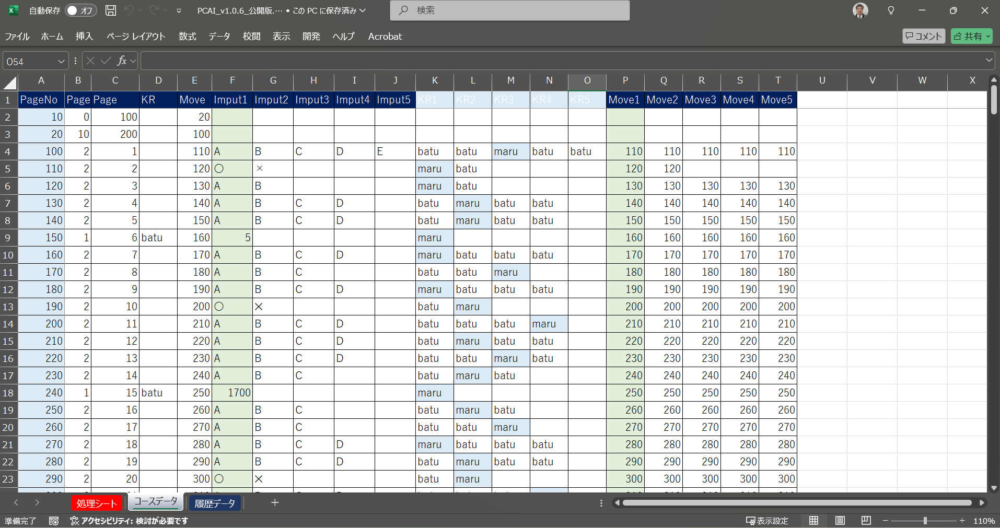 自動保存 オフ PCAI_v1.0.6_公開版.… • この PC に保存済み 検索
ファイル ホーム 挿入 ページ レイアウト 数式 データ 校閲 表示 開発 ヘルプ Acrobat コメント 共有
O54 fx
A B C D E F G H I J K L M N O P Q R S T U V W X
1 PageNo Page Page KR Move Imput1 Imput2 Imput3 Imput4 Imput5 KR1 KR2 KR3 KR4 KR5 Move1 Move2 Move3 Move4 Move5
2 10 0 100 20
3 20 10 200 100
4 100 2 1 110 A B C D E batu batu maru batu batu 110 110 110 110 110
5 110 2 2 120 〇 × maru batu 120 120
6 120 2 3 130 A B maru batu 130 130 130 130 130
7 130 2 4 140 A B C D batu maru batu batu 140 140 140 140 140
8 140 2 5 150 A B C D batu maru batu batu 150 150 150 150 150
9 150 1 6 batu 160 5 maru 160 160 160 160 160
10 160 2 7 170 A B C D maru batu batu batu 170 170 170 170 170
11 170 2 8 180 A B C batu batu maru 180 180 180 180 180
12 180 2 9 190 A B C D maru batu batu batu 190 190 190 190 190
13 190 2 10 200 〇 × batu maru 200 200 200 200 200
14 200 2 11 210 A B C D batu batu batu maru 210 210 210 210 210
15 210 2 12 220 A B C D batu maru batu batu 220 220 220 220 220
16 220 2 13 230 A B C D batu batu maru batu 230 230 230 230 230
17 230 2 14 240 A B C batu maru batu 240 240 240 240 240
18 240 1 15 batu 250 1700 maru 250 250 250 250 250
19 250 2 16 260 A B C batu maru batu 260 260 260 260 260
20 260 2 17 270 A B C batu batu maru 270 270 270 270 270
21 270 2 18 280 A B C D maru batu batu batu 280 280 280 280 280
22 280 2 19 290 A B C D batu maru batu batu 290 290 290 290 290
23 290 2 20 300 〇 × batu maru 300 300 300 300 300
処理シート コースデータ 履歴データ
準備完了 アクセシビリティ: 検討が必要です 表示設定 110%